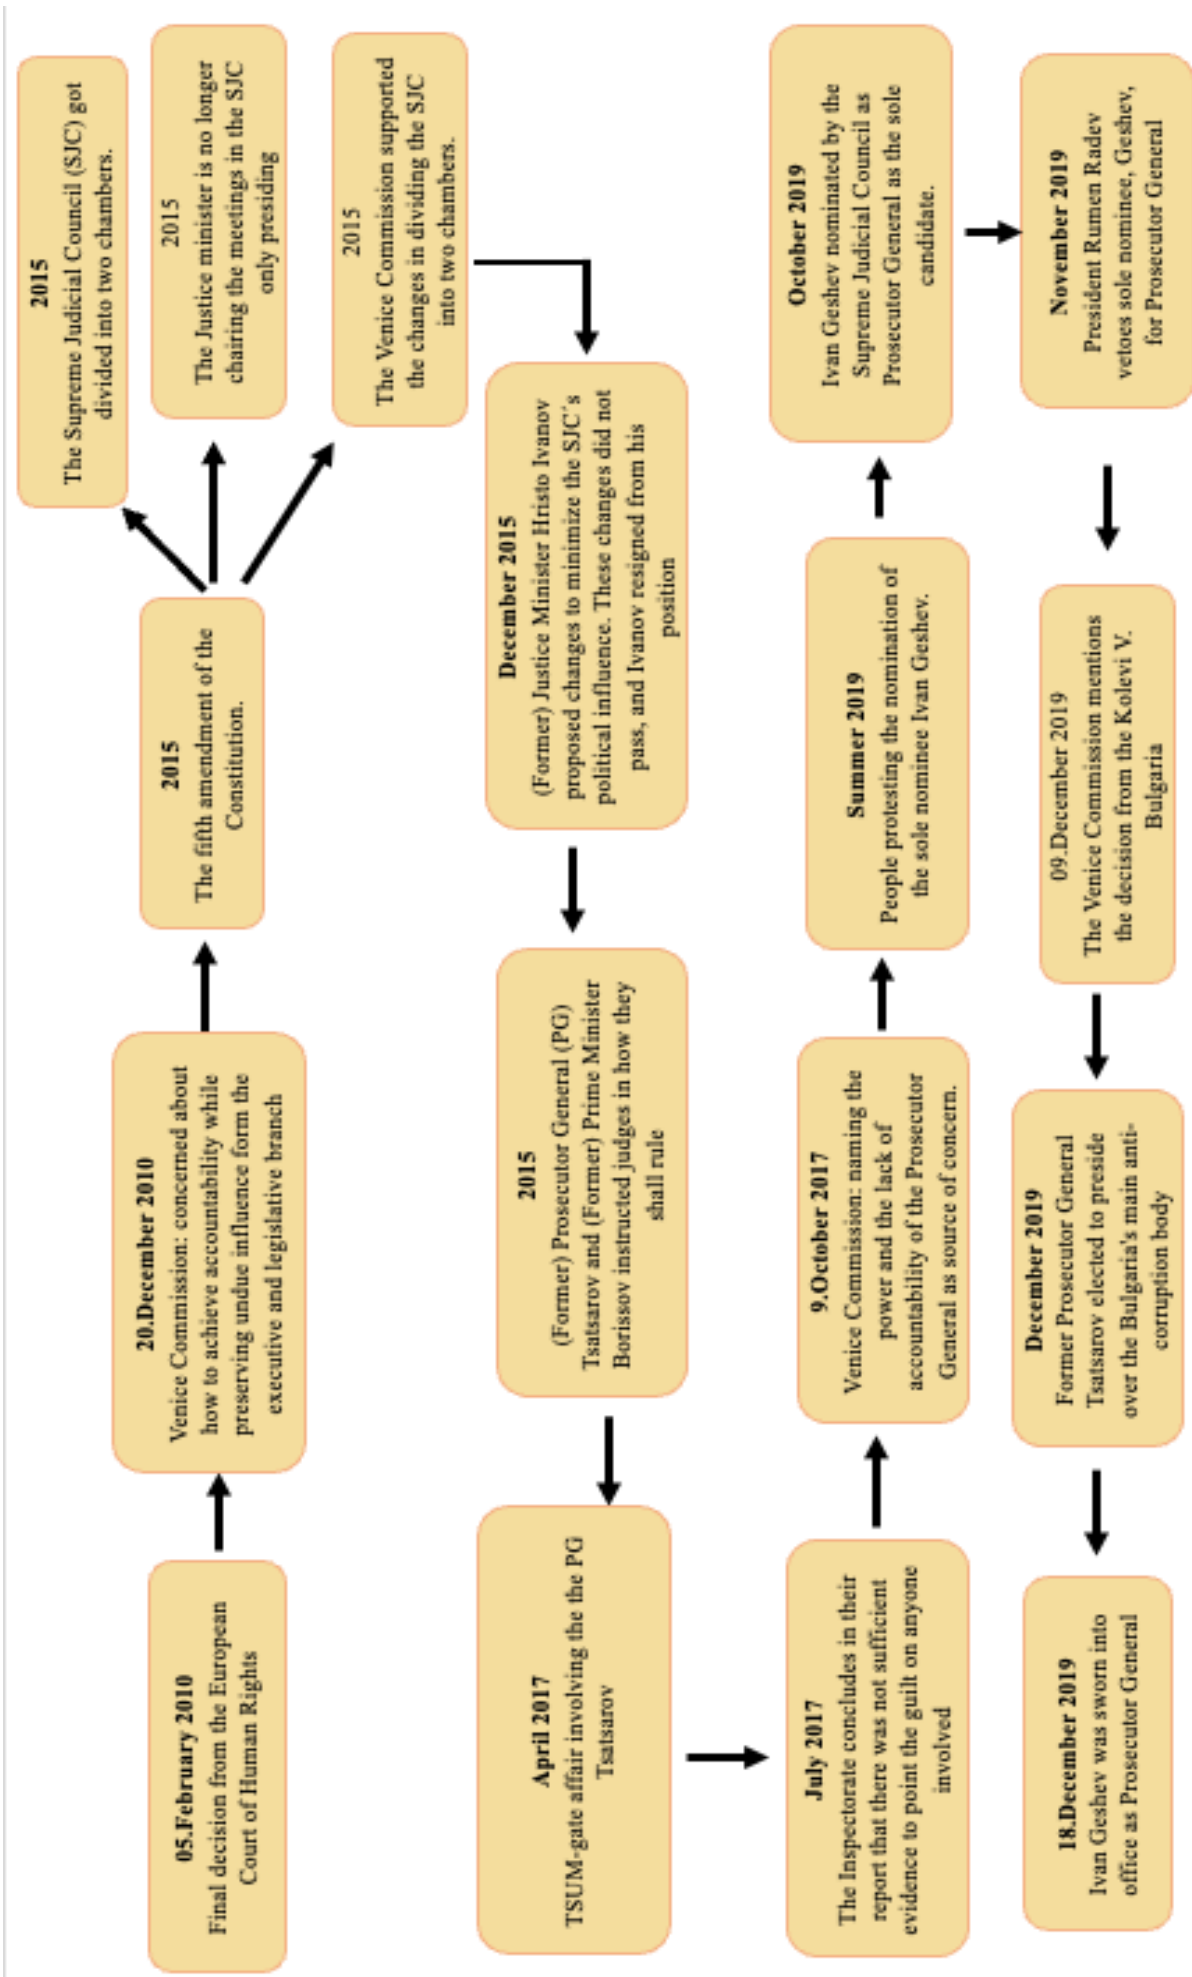 05.February 2010
Final decision from the European
Court of Human Rights
20.December 2010
Venice Commission: concerned about
how to achieve accountability while
preserving undue influence form the
executive and legislative branch
2015
The fifth amendment of the
Constitution.
2015
The Supreme Judicial Council (SJC) got
divided into two chambers.
2015
The Justice minister is no longer
chairing the meetings in the SJC
only presiding
2015
The Venice Commission supported
the changes in dividing the SJC
into two chambers.
December 2015
(Former) Justice Minister Hristo Ivanov
proposed changes to minimize the SJC´s
political influence. These changes did not
pass, and Ivanov resigned from his
position
2015
(Former) Prosecutor General (PG)
Tsatsarov and (Former) Prime Minister
Borissov instructed judges in how they
shall rule
April 2017
TSUM-gate affair involving the the PG
Tsatsarov
July 2017
The Inspectorate concludes in their
report that there was not sufficient
evidence to point the guilt on anyone
involved
9.October 2017
Venice Commission: naming the
power and the lack of
accountability of the Prosecutor
General as source of concern.
Summer 2019
People protesting the nomination of
the sole nominee Ivan Geshev.
October 2019
Ivan Geshev nominated by the
Supreme Judicial Council as
Prosecutor General as the sole
candidate.
November 2019
President Rumen Radev
vetoes sole nominee, Geshev,
for Prosecutor General
09.December 2019
The Venice Commission mentions
the decision from the Kolevi V.
Bulgaria
December 2019
Former Prosecutor General
Tsatsarov elected to preside
over the Bulgaria's main anti-
corruption body
18.December 2019
Ivan Geshev was sworn into
office as Prosecutor General